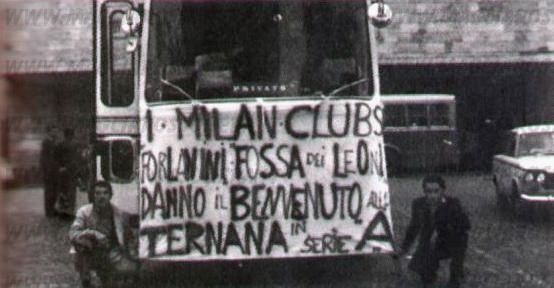 PRIVATO
I MILAN·CLUBS
FORLANINI FOSSA DEI LEONI
DANNO IL BENVENUTO ALLA
TERNANA IN SERIE A